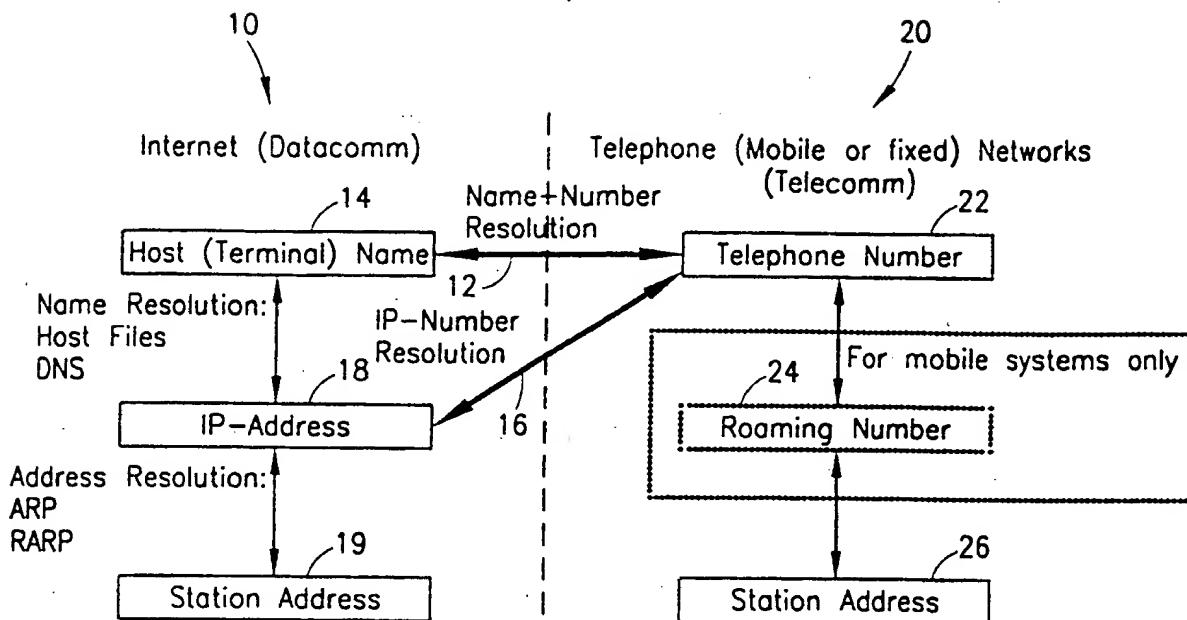 10
20
Internet (Datacomm)
Telephone (Mobile or fixed) Networks
(Telecomm)
Name-Number
Resolution
14
22
Host (Terminal) Name
Telephone Number
12
Name Resolution:
Host Files
DNS
IP-Number
Resolution
For mobile systems only
18
24
16
IP-Address
Roaming Number
Address Resolution:
ARP
RARP
19
26
Station Address
Station Address